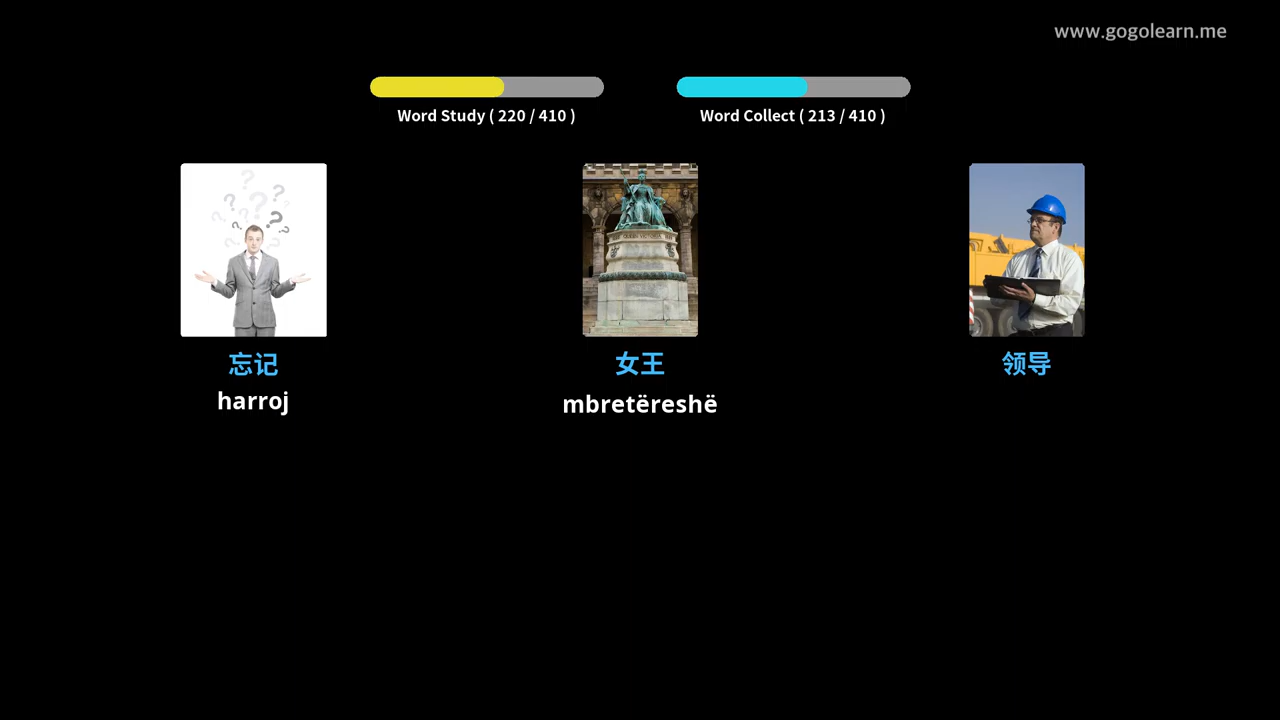 www.gogolearn.me
Word Study ( 220 / 410 )
Word Collect ( 213 / 410 )
忘记
harroj
女王
mbretëreshë
领导